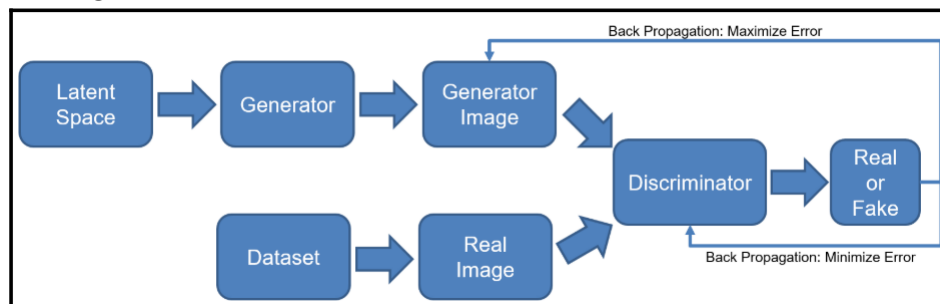 Back Propagation: Maximize Error
Latent
Space
Generator
Generator
Image
Discriminator
Real
or
Fake
Dataset
Real
Image
Back Propagation: Minimize Error